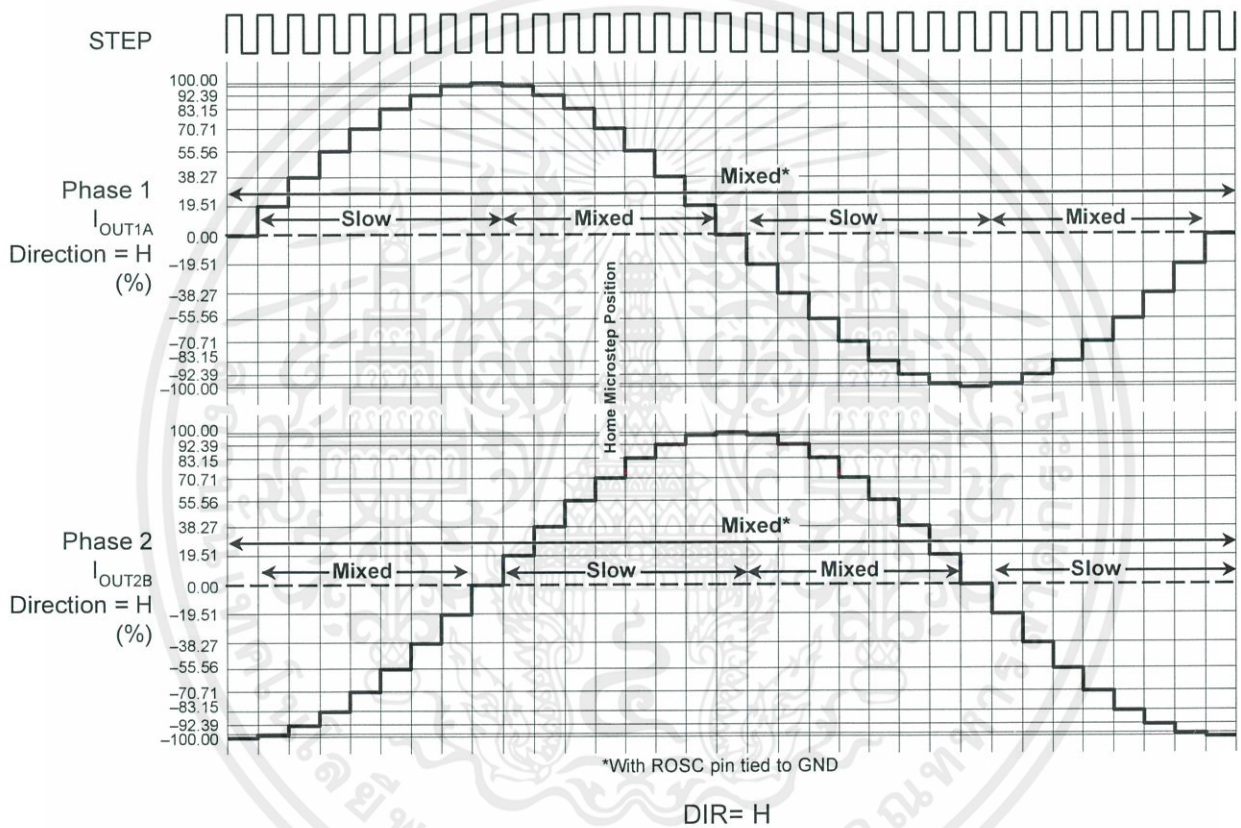 STEP
100.00
92.39
83.15
70.71
55.56
38.27
19.51
0.00
–19.51
–38.27
–55.56
–70.71
–83.15
–92.39
–100.00
Phase 1
IOUT1A
Direction = H
(%)
Mixed*
Slow
Mixed
Slow
Mixed
Home Microstep Position
100.00
92.39
83.15
70.71
55.56
38.27
19.51
0.00
–19.51
–38.27
–55.56
–70.71
–83.15
–92.39
–100.00
Phase 2
IOUT2B
Direction = H
(%)
Mixed*
Mixed
Slow
Mixed
Slow
*With ROSC pin tied to GND
DIR= H